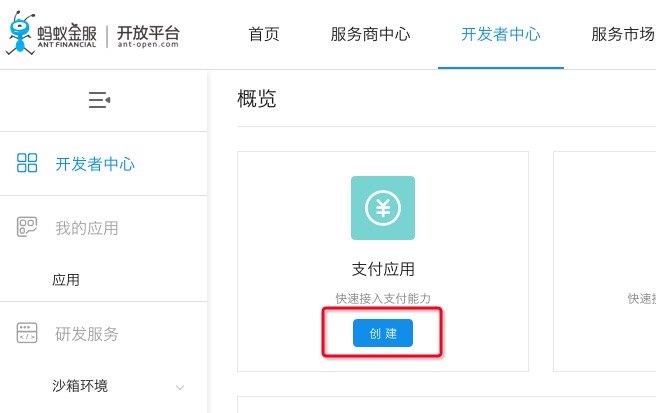 蚂蚁金服
ANT FINANCIAL
开放平台
ant-open.com
首页
服务商中心
开发者中心
服务市场
概览
开发者中心
我的应用
应用
研发服务
沙箱环境
支付应用
快速接入支付能力
创建
快速接